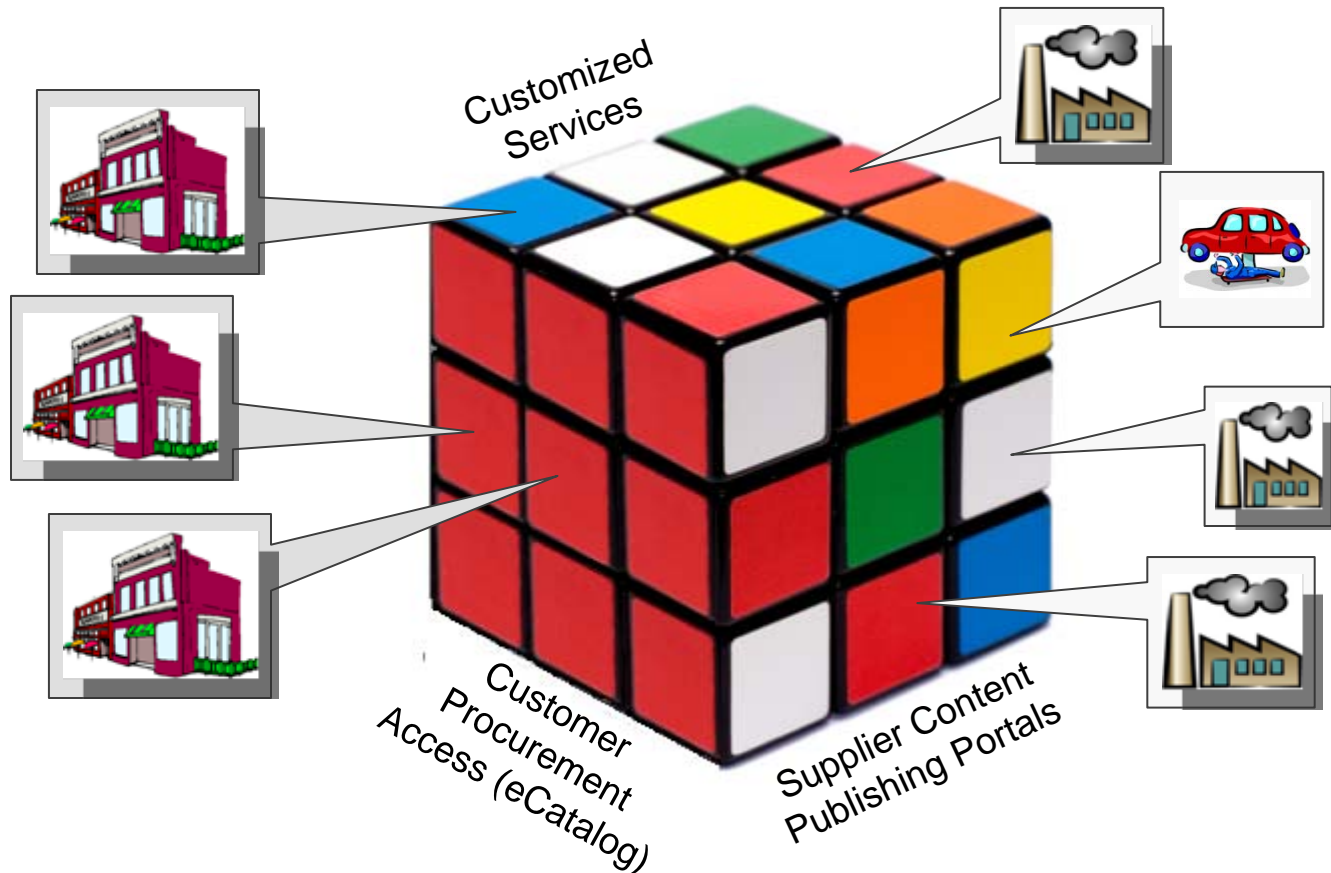 Customized
Services
Customer
Procurement
Access (eCatalog)
Supplier Content
Publishing Portals